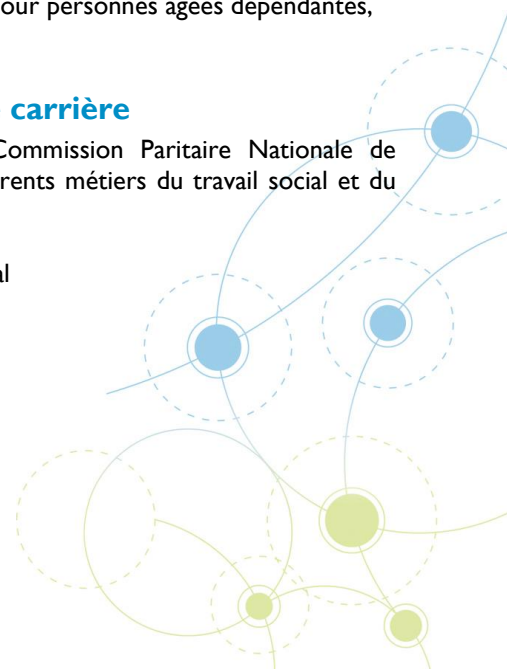 our personnes âgées dépendantes,
carrière
Commission Paritaire Nationale de
rents métiers du travail social et du
al